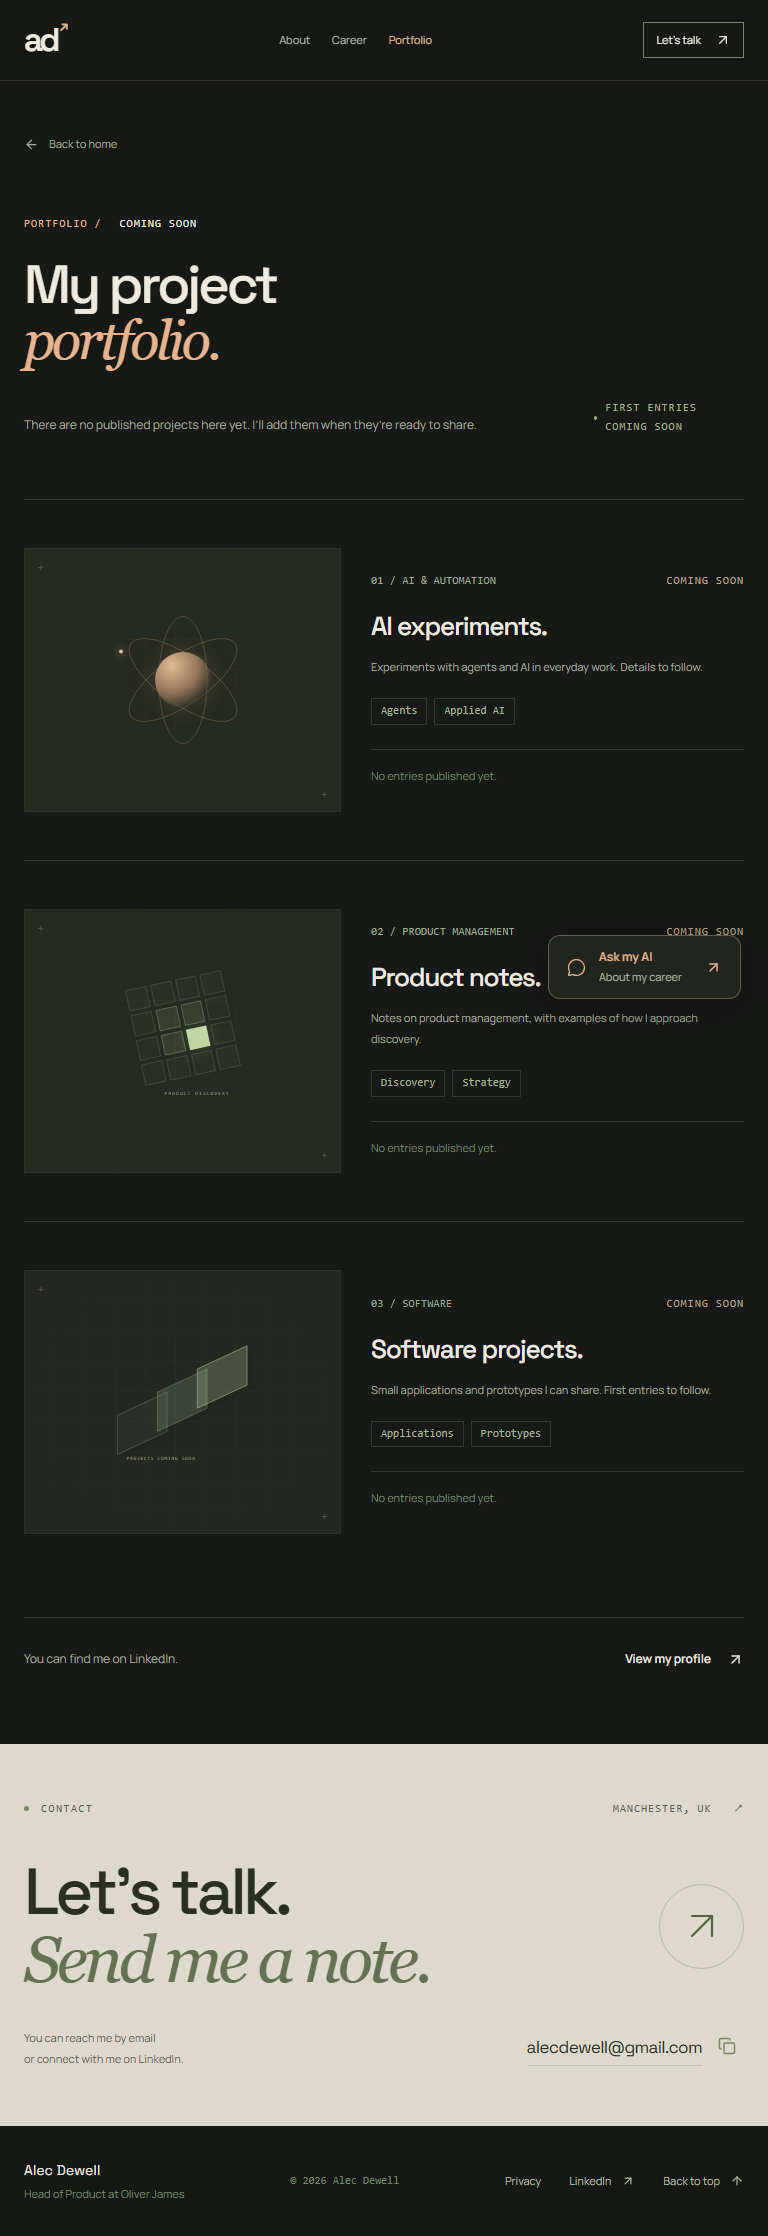 ad
About Career Portfolio
Let's talk
Back to home
PORTFOLIO / COMING SOON
My project
portfolio.
There are no published projects here yet. I'll add them when they're ready to share.
FIRST ENTRIES
COMING SOON
01 / AI & AUTOMATION COMING SOON
AI experiments.
Experiments with agents and AI in everyday work. Details to follow.
Agents Applied AI
No entries published yet.
02 / PRODUCT MANAGEMENT COMING SOON
Ask my AI
About my career
Product notes.
Notes on product management, with examples of how I approach
discovery.
Discovery Strategy
PRODUCT DISCOVERY
No entries published yet.
03 / SOFTWARE COMING SOON
Software projects.
Small applications and prototypes I can share. First entries to follow.
Applications Prototypes
PROJECTS COMING SOON
No entries published yet.
You can find me on LinkedIn. View my profile
CONTACT MANCHESTER, UK
Let's talk.
Send me a note.
You can reach me by email
or connect with me on LinkedIn.
alecdewell@gmail.com
Alec Dewell
Head of Product at Oliver James
© 2026 Alec Dewell
Privacy LinkedIn Back to top